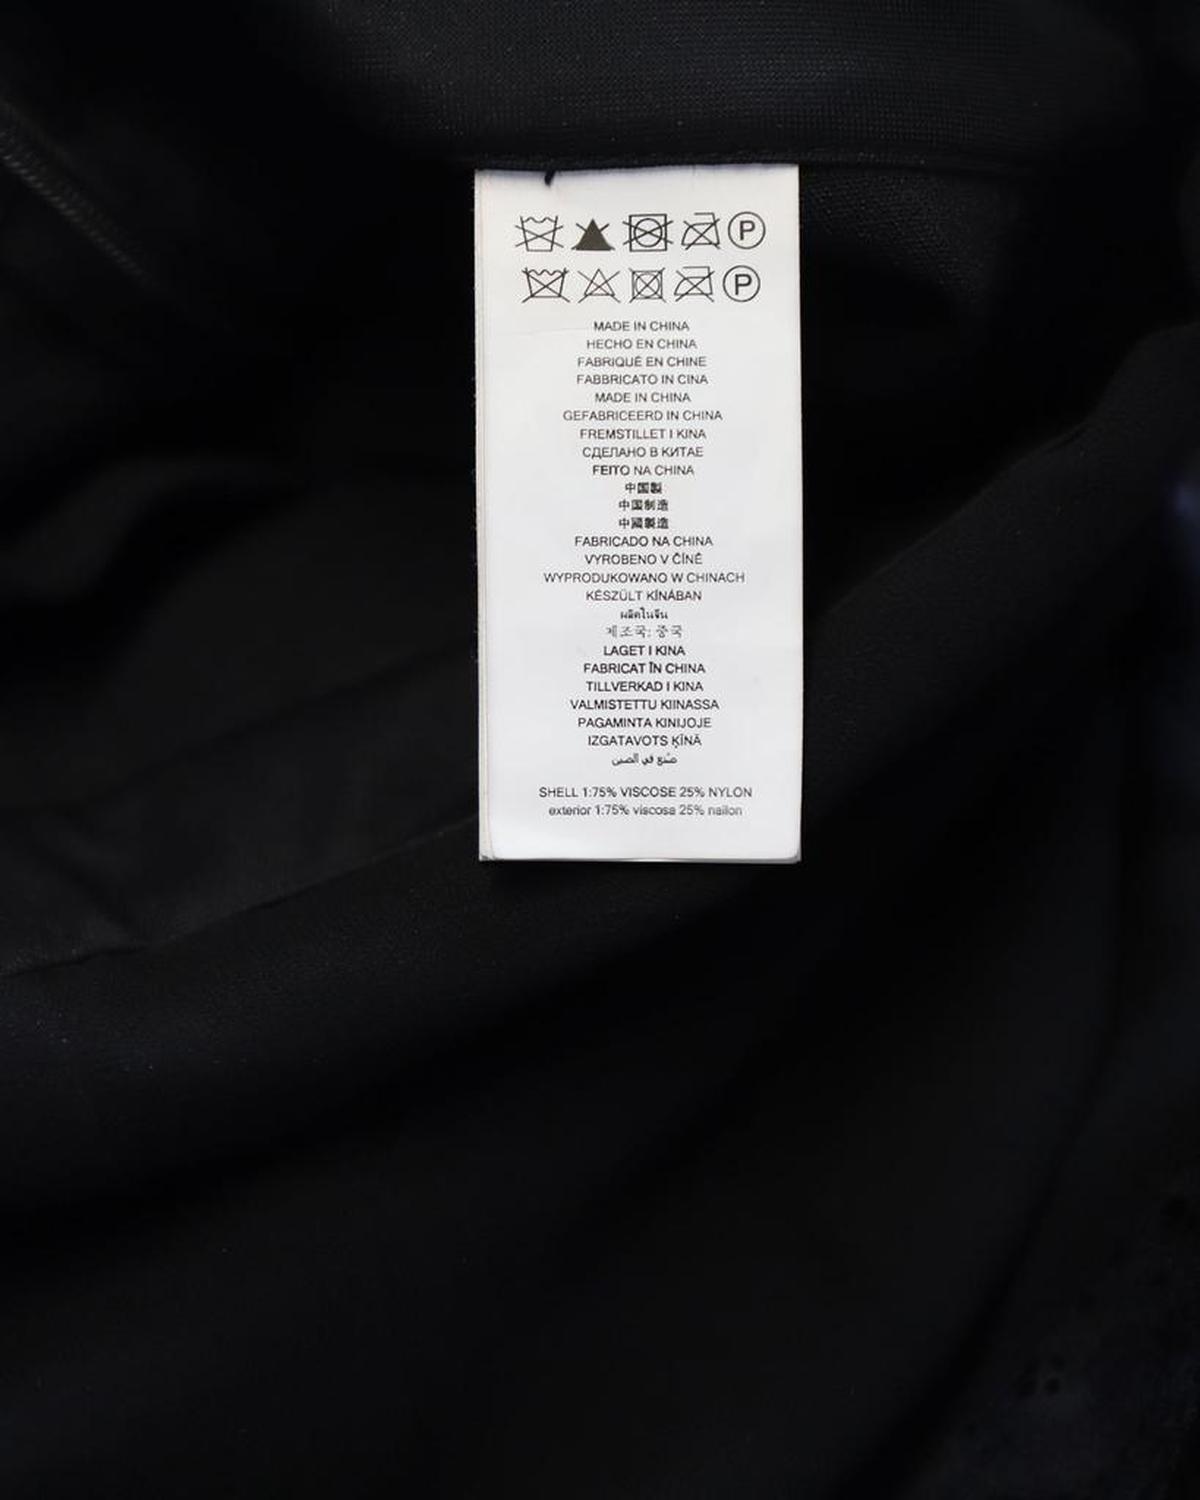 P
P
MADE IN CHINA
HECHO EN CHINA
FABRIQUÉ EN CHINE
FABBRICATO IN CINA
MADE IN CHINA
GEFABRICEERD IN CHINA
FREMSTILLET I KINA
СДЕЛАНО В КИТАЕ
FEITO NA CHINA
中国製
中国制造
中國製造
FABRICADO NA CHINA
VYROBENO V ČÍNĚ
WYPRODUKOWANO W CHINACH
KÉSZÜLT KÍNÁBAN
ผลิตในจีน
제조국: 중국
LAGET I KINA
FABRICAT ÎN CHINA
TILLVERKAD I KINA
VALMISTETTU KIINASSA
PAGAMINTA KINIJOJE
IZGATAVOTS ĶĪNĀ
صنع في الصين
SHELL 1:75% VISCOSE 25% NYLON
exterior 1:75% viscosa 25% nailon